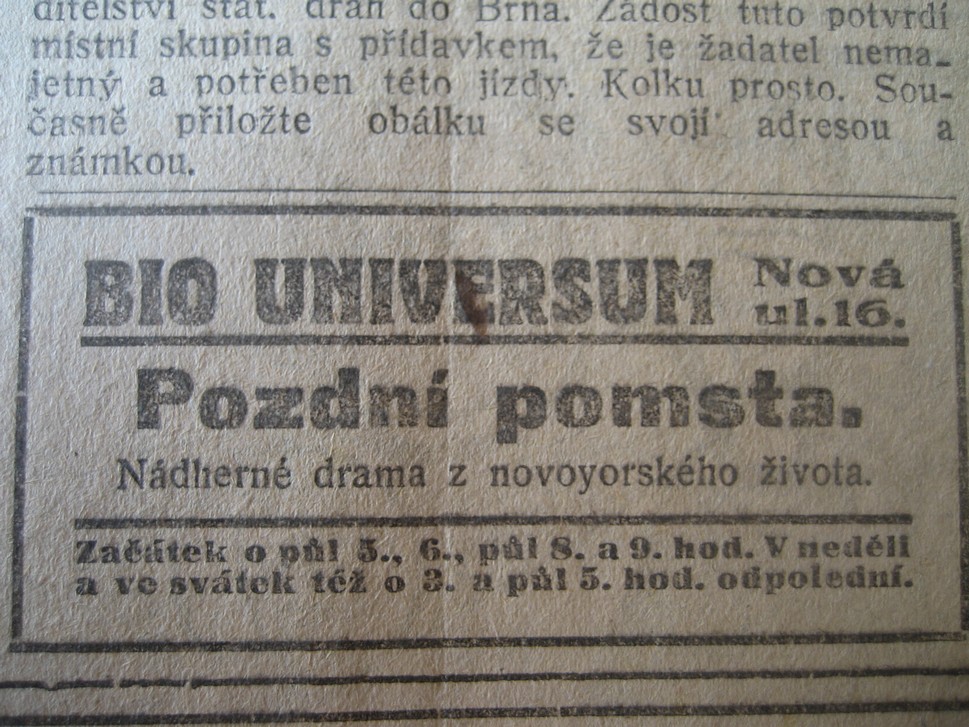 ditelství stát. drah do Brna. Žádost tuto potvrdí
místní skupina s přídavkem, že je žadatel nema-
jetný a potřeben této jízdy. Kolku prosto. Sou-
časně přiložte obálku se svojí adresou a
známkou.
BIO UNIVERSUM Nová
ul.16.
Pozdní pomsta.
Nádherné drama z novoyorského života.
Začátek o půl 5., 6., půl 8. a 9. hod. V neděli
a ve svátek též o 3. a půl 5. hod. odpolední.